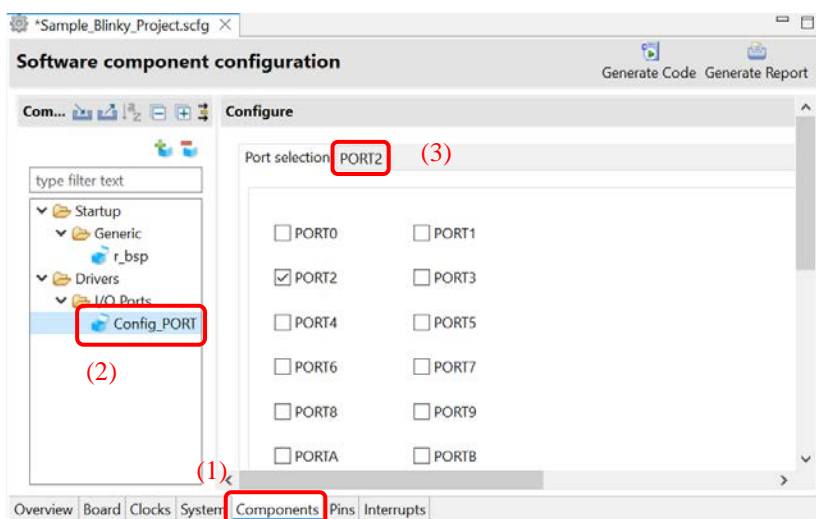 *Sample_Blinky_Project.scfg
Software component configuration
Generate Code Generate Report
Com...
Configure
type filter text
Startup
Generic
r_bsp
Drivers
I/O Ports
Config_PORT
(2)
Port selection PORT2 (3)
PORT0 PORT1
PORT2 PORT3
PORT4 PORT5
PORT6 PORT7
PORT8 PORT9
PORTA PORTB
(1)
Overview Board Clocks System Components Pins Interrupts